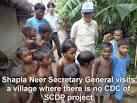 Shapla Neer Secretary General visits
a village where there is no CDC of
SCDP project